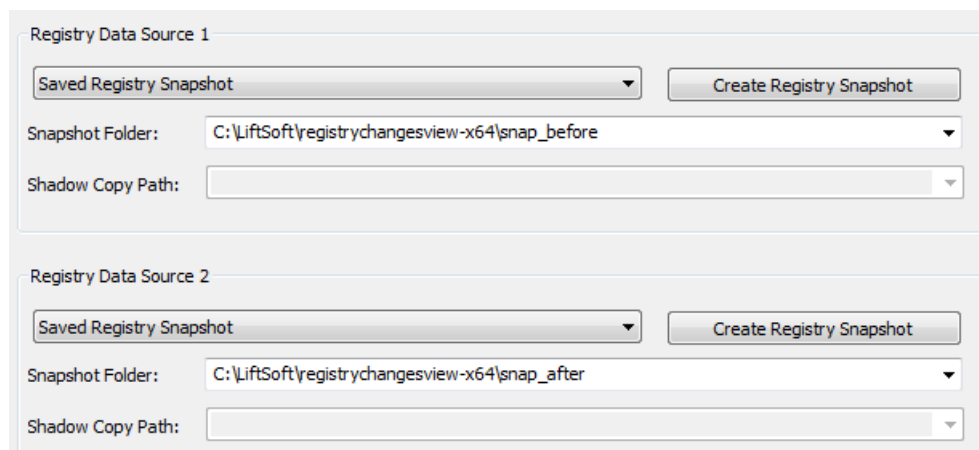 Registry Data Source 1
Saved Registry Snapshot Create Registry Snapshot
Snapshot Folder: C:\LiftSoft\registrychangesview-x64\snap_before
Shadow Copy Path:
Registry Data Source 2
Saved Registry Snapshot Create Registry Snapshot
Snapshot Folder: C:\LiftSoft\registrychangesview-x64\snap_after
Shadow Copy Path: